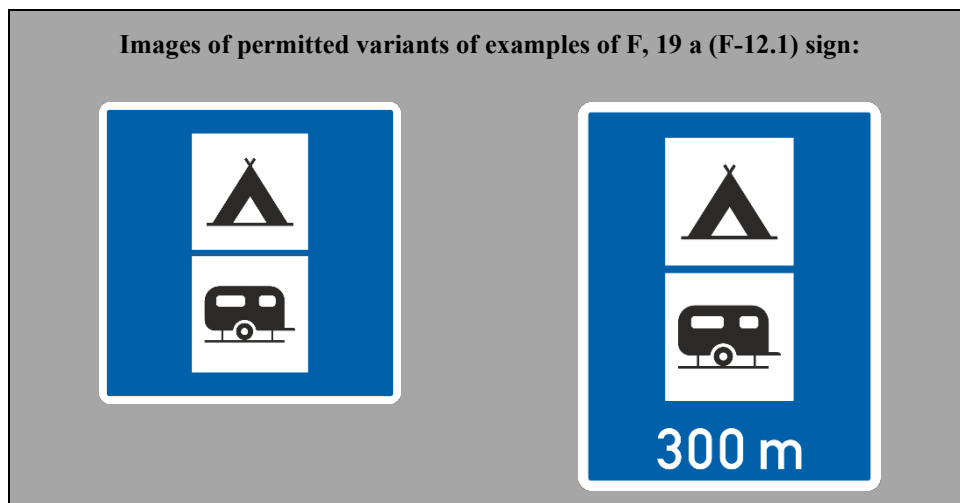 Images of permitted variants of examples of F, 19 a (F-12.1) sign:
300 m